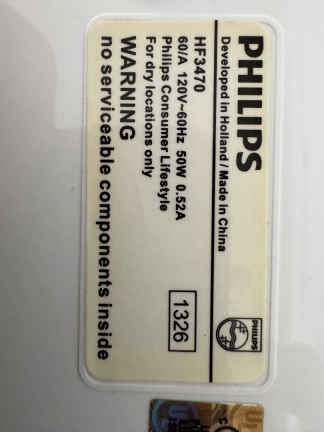 PHILIPS
Developed in Holland / Made in China
HF3470
60/A 120V~60Hz 50W 0.52A
Philips Consumer Lifestyle
For dry locations only
WARNING
no serviceable components inside
1326
PHILIPS